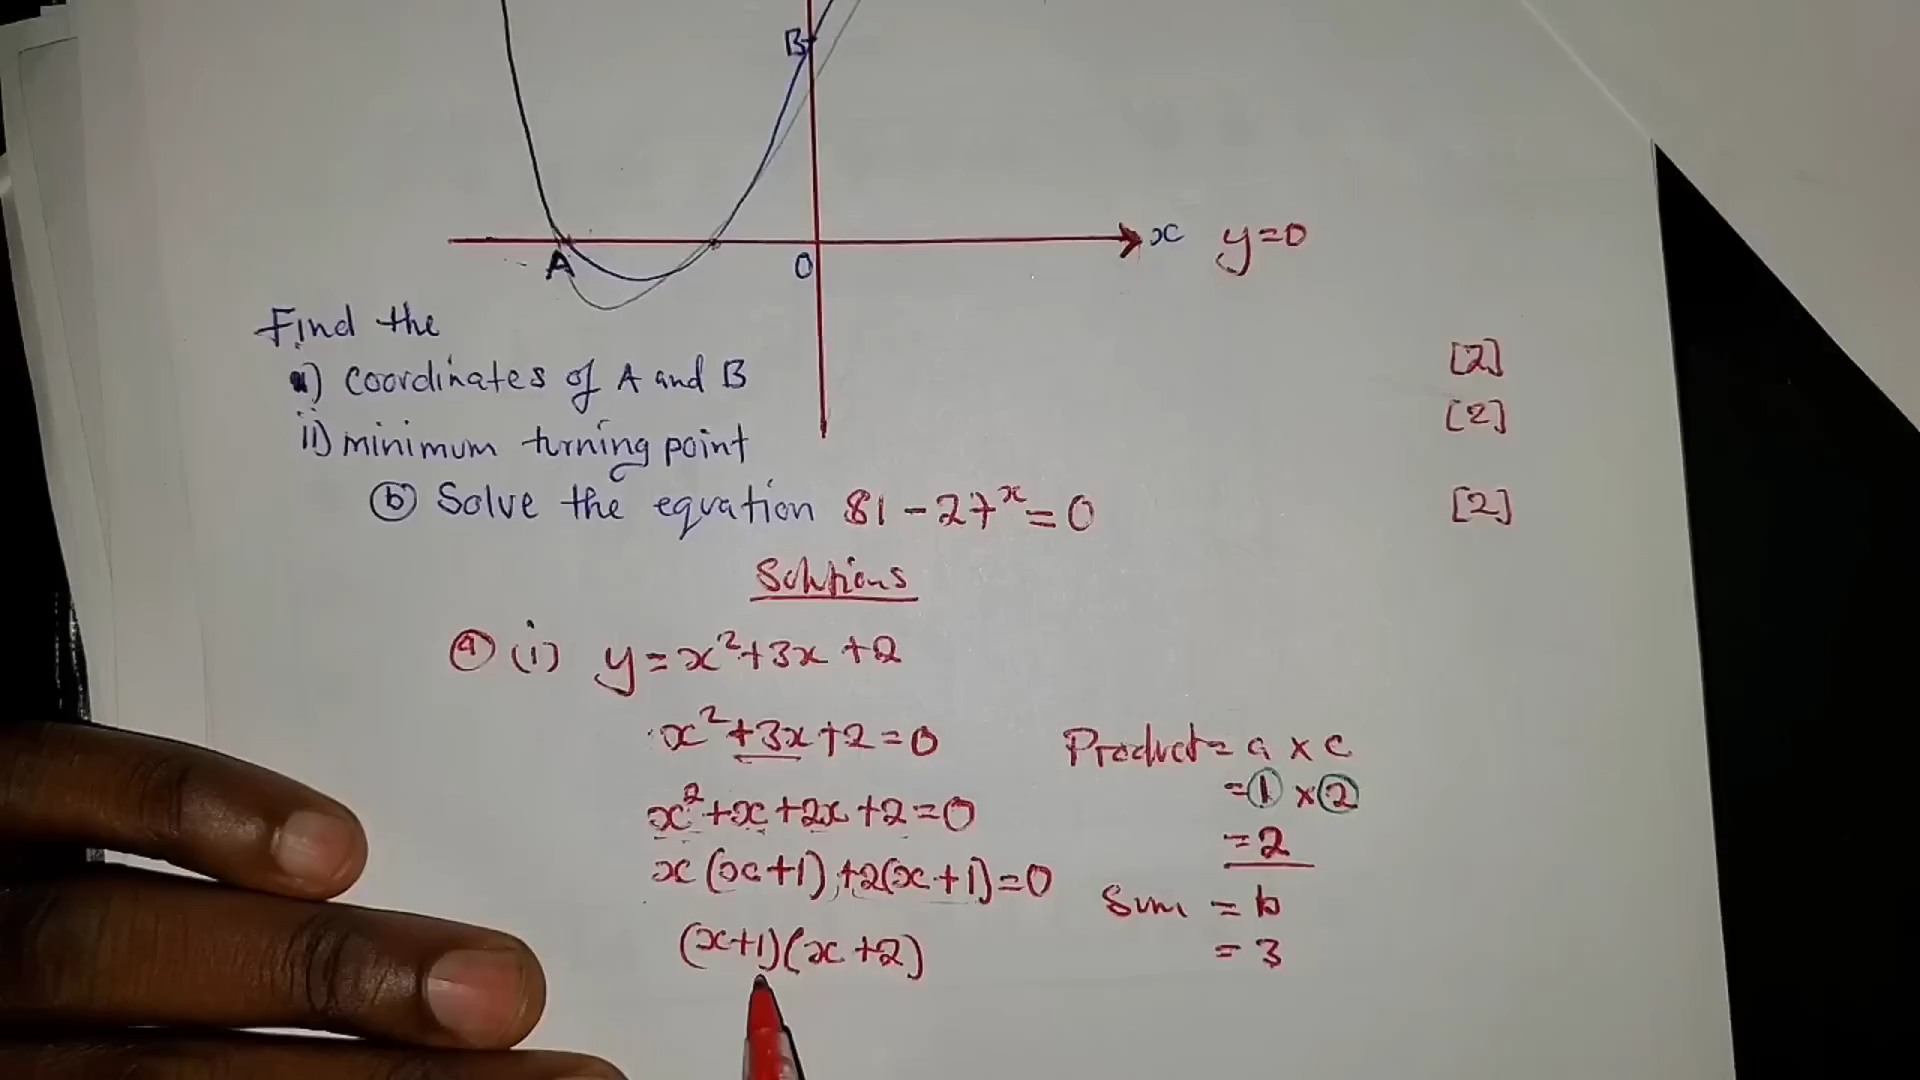 B
x y=0
A
O
Find the
i) coordinates of A and B [2]
ii) minimum turning point [2]
ⓑ Solve the equation 81 - 27ˣ = 0 [2]
Solutions
ⓐ (i) y = x² + 3x + 2
x² + 3x + 2 = 0
x² + x + 2x + 2 = 0
x(x+1) + 2(x+1) = 0
(x+1)(x+2)
Product = a × c
= ① × ②
= 2
Sum = b
= 3